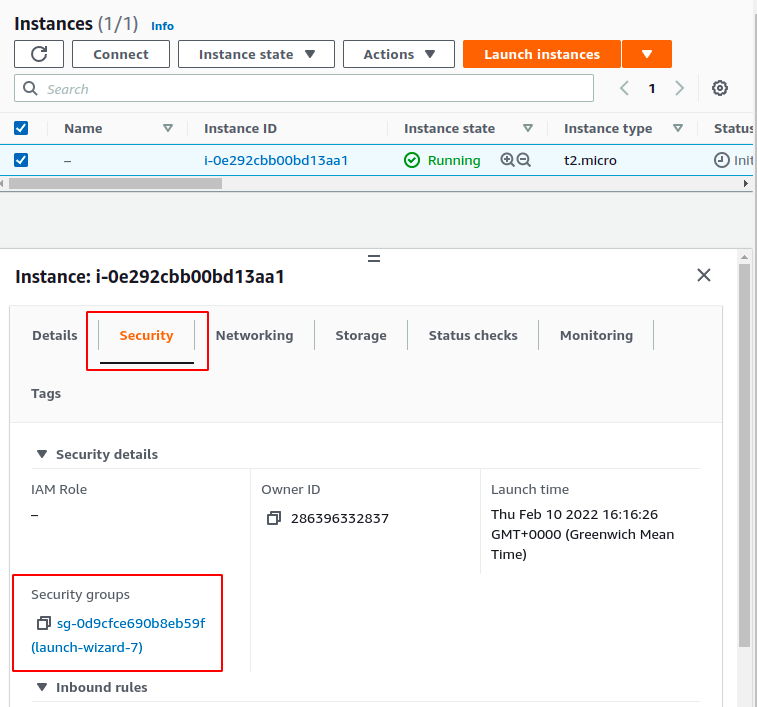 Instances (1/1) Info
Connect Instance state Actions Launch instances
Search 1
Name Instance ID Instance state Instance type Status
– i-0e292cbb00bd13aa1 Running t2.micro Init
Instance: i-0e292cbb00bd13aa1
Details Security Networking Storage Status checks Monitoring
Tags
Security details
IAM Role Owner ID Launch time
– 286396332837 Thu Feb 10 2022 16:16:26
GMT+0000 (Greenwich Mean
Time)
Security groups
sg-0d9cfce690b8eb59f
(launch-wizard-7)
Inbound rules